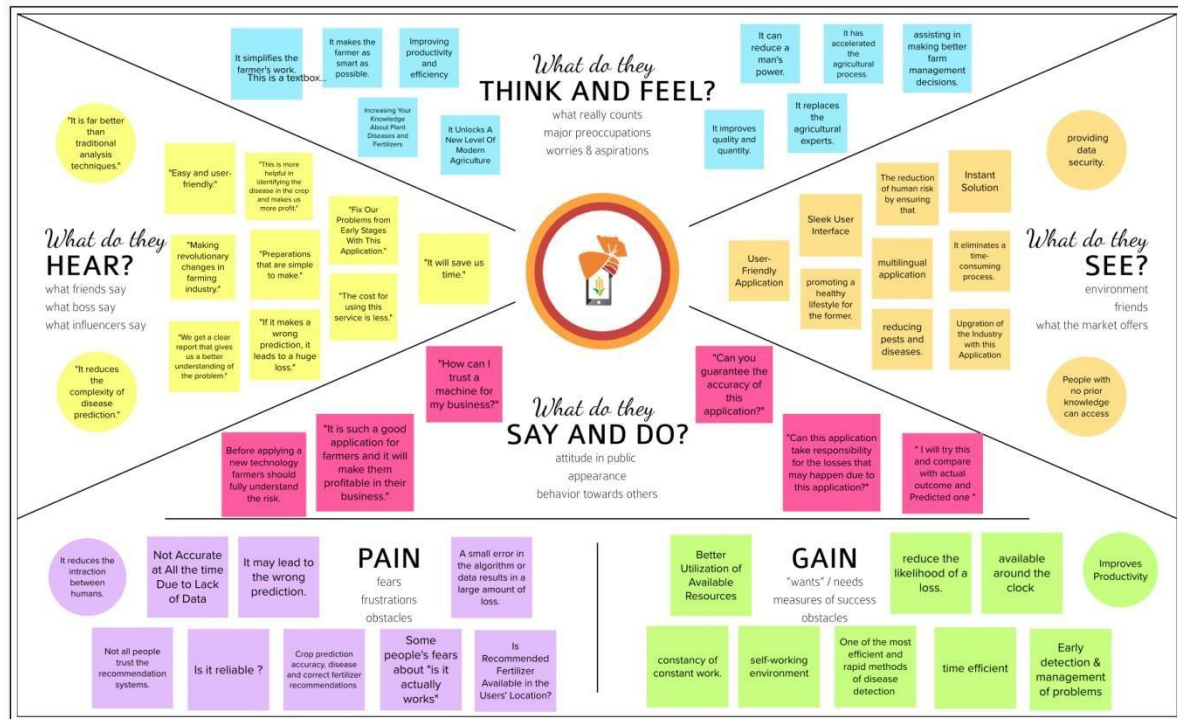 It simplifies the
farmer's work.
This is a textbox...
It makes the
farmer as
smart as
possible.
Improving
productivity
and
efficiency
Increasing Your
Knowledge
About Plant
Diseases and
Fertilizers
It Unlocks A
New Level Of
Modern
Agriculture
What do they
THINK AND FEEL?
what really counts
major preoccupations
worries & aspirations
It can
reduce a
man's
power.
It has
accelerated the
agricultural
process.
assisting in
making better
farm
management
decisions.
It improves
quality and
quantity.
It replaces
the
agricultural
experts.
"It is far better
than
traditional
analysis
techniques."
"Easy and user-
friendly."
"This is more
helpful in
identifying the
disease in the crop
and makes us
more profit."
"Fix Our
Problems from
Early Stages
With This
Application."
What do they
HEAR?
what friends say
what boss say
what influencers say
"Making
revolutionary
changes in
farming
industry."
"Preparations
that are simple
to make."
"It will save us
time."
"The cost for
using this
service is less."
"We get a clear
report that gives
us a better
understanding of
the problem."
"If it makes a
wrong
prediction, it
leads to a huge
loss."
"It reduces
the
complexity of
disease
prediction."
providing
data
security.
The reduction
of human risk
by ensuring
that
Instant
Solution
Sleek User
Interface
User-
Friendly
Application
multilingual
application
It eliminates a
time-
consuming
process.
What do they
SEE?
environment
friends
what the market offers
promoting a
healthy
lifestyle for
the former.
reducing
pests and
diseases.
Upgration of
the Industry
with this
Application
People with
no prior
knowledge
can access
"How can I
trust a
machine for
my business?"
"Can you
guarantee the
accuracy of
this
application?"
What do they
SAY AND DO?
attitude in public
appearance
behavior towards others
Before applying a
new technology
farmers should
fully understand
the risk.
"It is such a good
application for
farmers and it will
make them
profitable in their
business."
"Can this application
take responsibility
for the losses that
may happen due to
this application?"
" I will try this
and compare
with actual
outcome and
Predicted one "
PAIN
fears
frustrations
obstacles
It reduces the
intraction
between
humans.
Not Accurate
at All the time
Due to Lack
of Data
It may lead to
the wrong
prediction.
A small error in
the algorithm or
data results in a
large amount of
loss.
Not all people
trust the
recommendation
systems.
Is it reliable ?
Crop prediction
accuracy, disease
and correct fertilizer
recommendations
Some
people's fears
about "is it
actually
works"
Is
Recommended
Fertilizer
Available in the
Users' Location?
GAIN
"wants" / needs
measures of success
obstacles
Better
Utilization of
Available
Resources
reduce the
likelihood of a
loss.
available
around the
clock
Improves
Productivity
constancy of
constant work.
self-working
environment
One of the most
efficient and
rapid methods
of disease
detection
time efficient
Early
detection &
management
of problems